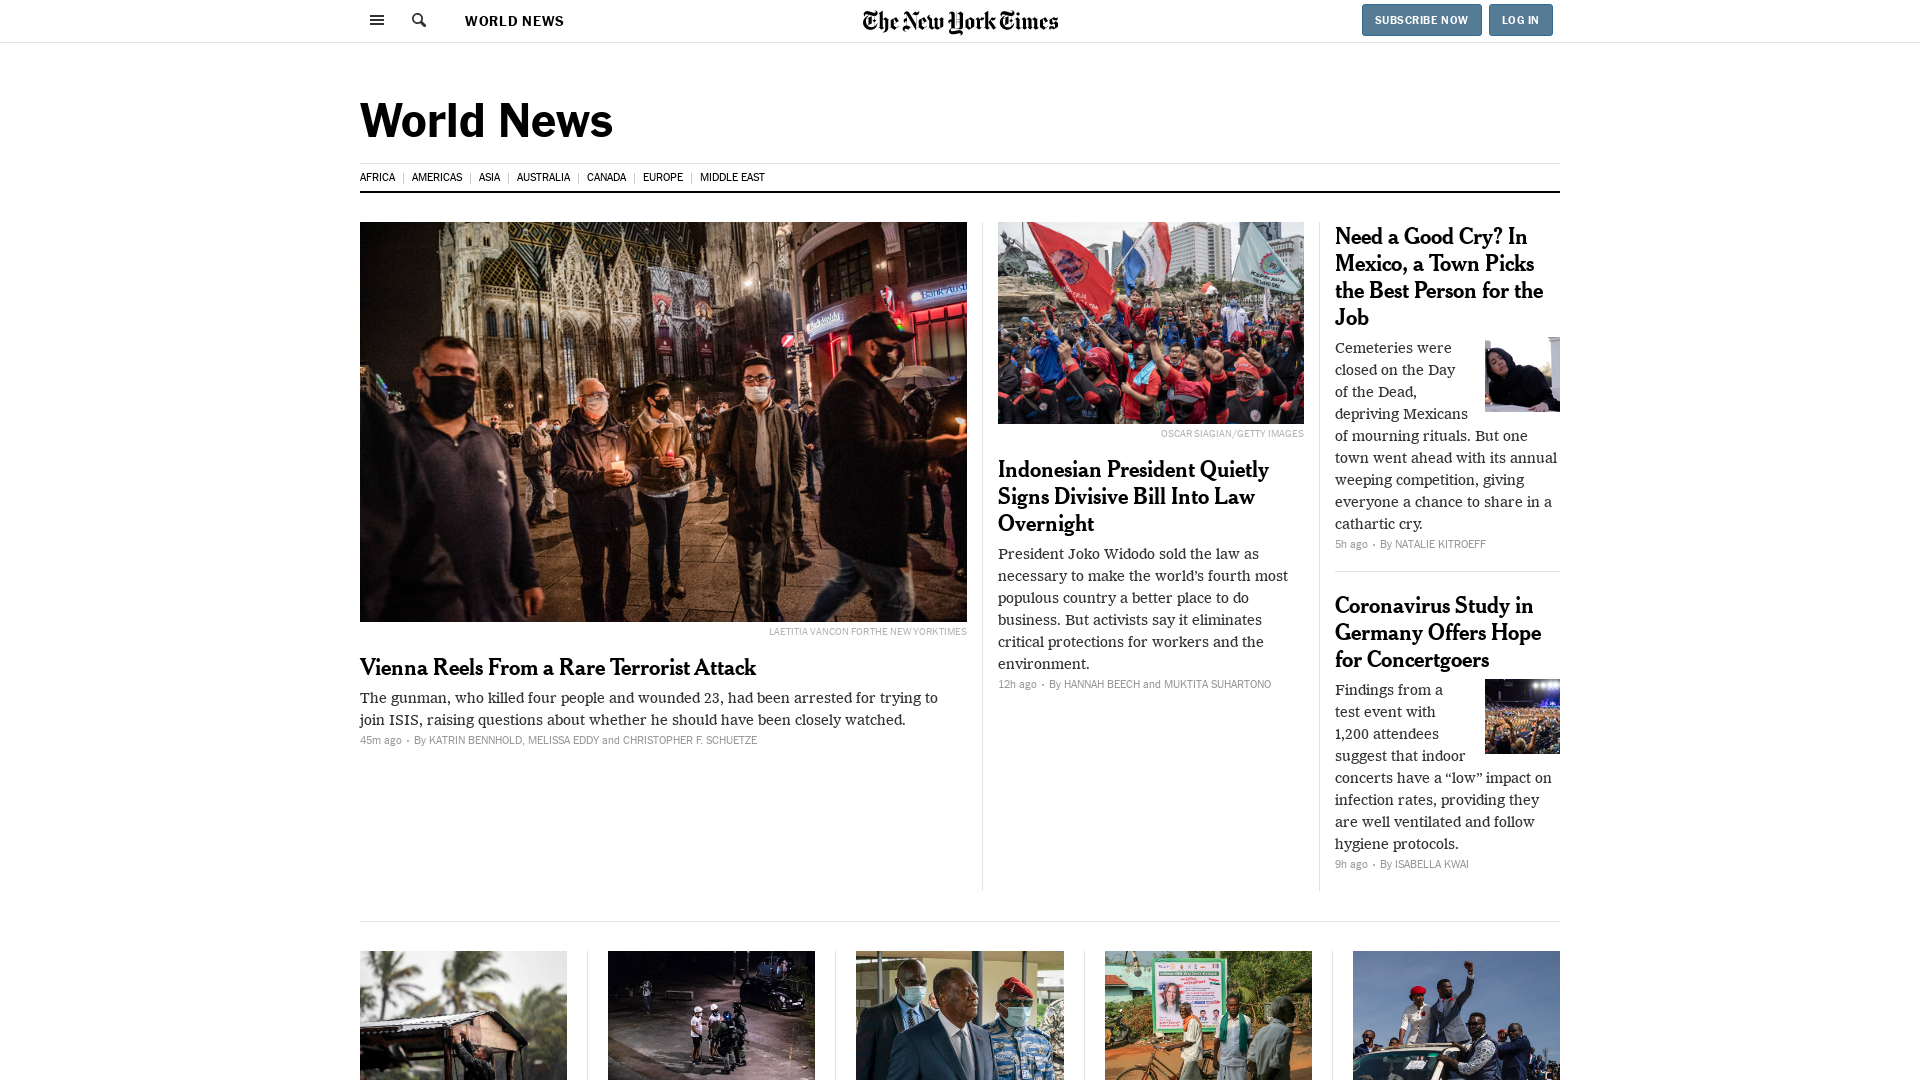 WORLD NEWS
The New York Times
SUBSCRIBE NOW
LOG IN
World News
AFRICA
AMERICAS
ASIA
AUSTRALIA
CANADA
EUROPE
MIDDLE EAST
LAETITIA VANCON FOR THE NEW YORK TIMES
Vienna Reels From a Rare Terrorist Attack
The gunman, who killed four people and wounded 23, had been arrested for trying to
join ISIS, raising questions about whether he should have been closely watched.
45m ago • By KATRIN BENNHOLD, MELISSA EDDY and CHRISTOPHER F. SCHUETZE
OSCAR SIAGIAN/GETTY IMAGES
Indonesian President Quietly
Signs Divisive Bill Into Law
Overnight
President Joko Widodo sold the law as
necessary to make the world’s fourth most
populous country a better place to do
business. But activists say it eliminates
critical protections for workers and the
environment.
12h ago • By HANNAH BEECH and MUKTITA SUHARTONO
Need a Good Cry? In
Mexico, a Town Picks
the Best Person for the
Job
Cemeteries were
closed on the Day
of the Dead,
depriving Mexicans
of mourning rituals. But one
town went ahead with its annual
weeping competition, giving
everyone a chance to share in a
cathartic cry.
5h ago • By NATALIE KITROEFF
Coronavirus Study in
Germany Offers Hope
for Concertgoers
Findings from a
test event with
1,200 attendees
suggest that indoor
concerts have a “low” impact on
infection rates, providing they
are well ventilated and follow
hygiene protocols.
9h ago • By ISABELLA KWAI